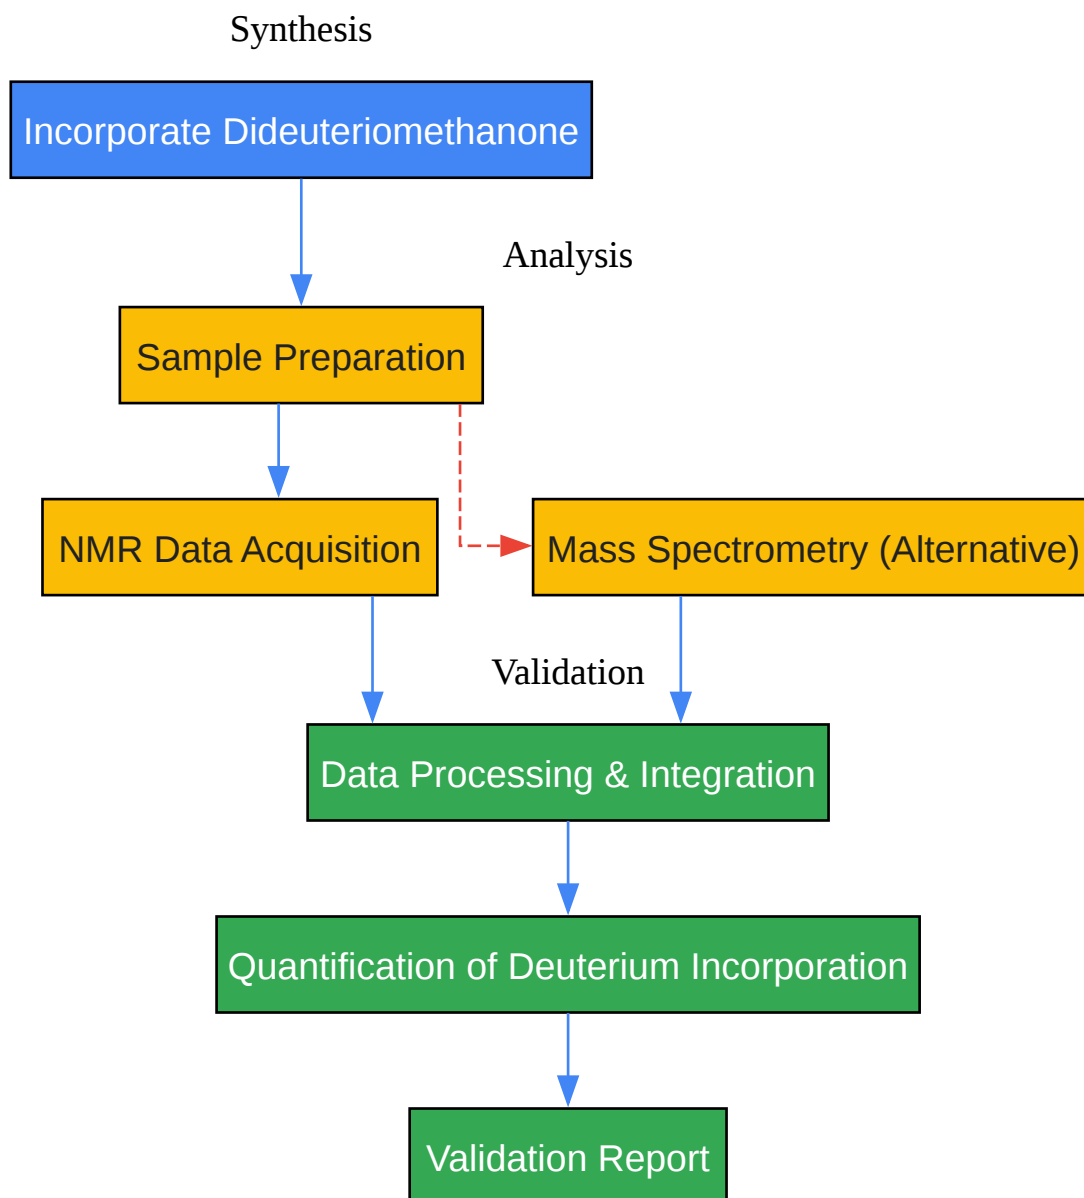 Synthesis
Incorporate Dideuteriomethanone
Analysis
Sample Preparation
NMR Data Acquisition
Mass Spectrometry (Alternative)
Validation
Data Processing & Integration
Quantification of Deuterium Incorporation
Validation Report